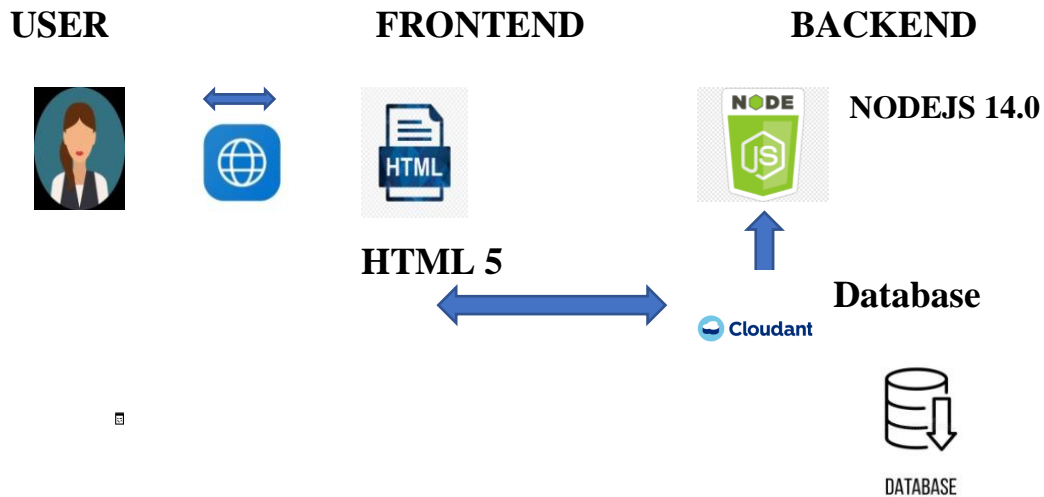 USER
FRONTEND
BACKEND
NODE
JS
NODEJS 14.0
HTML
HTML 5
Database
Cloudant
DATABASE